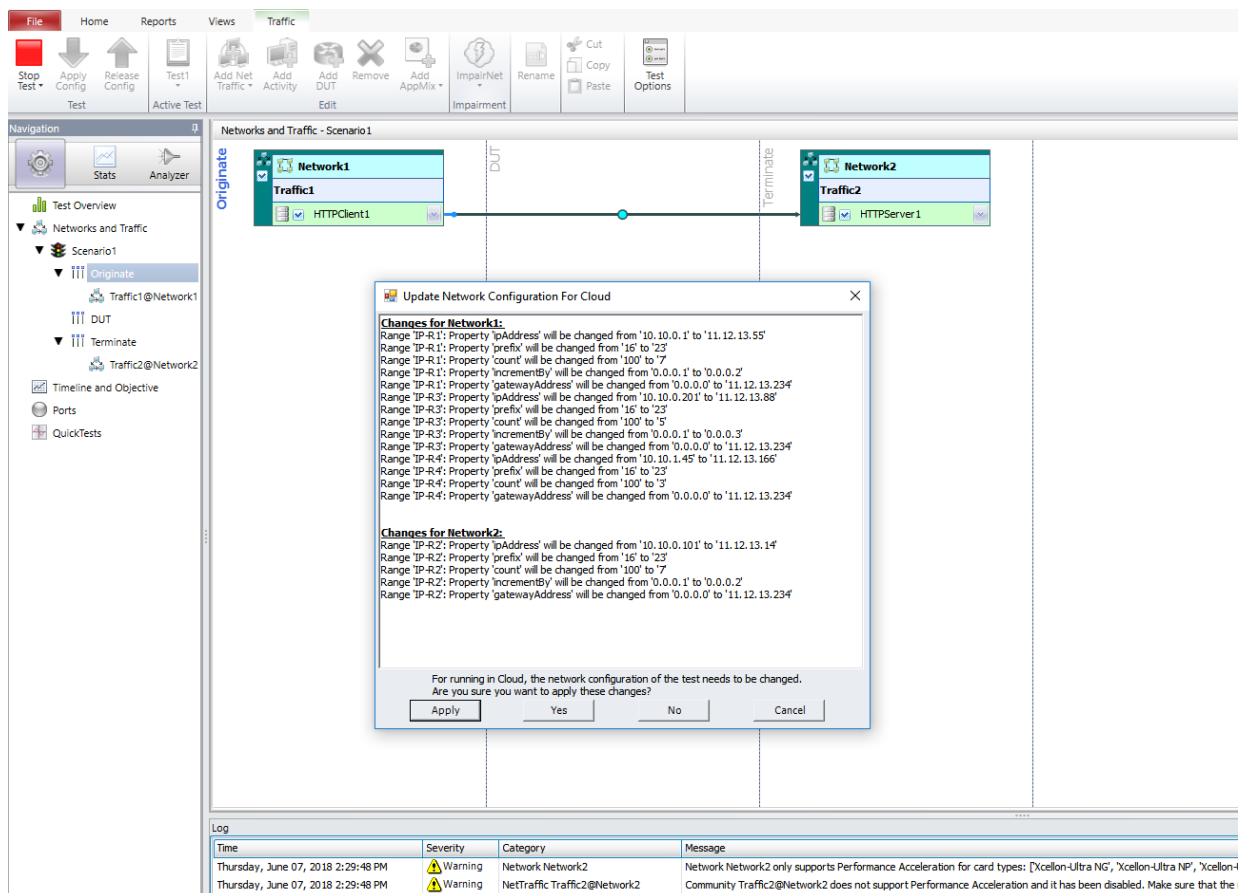 File Home Reports Views Traffic
Stop Test Apply Config Release Config Test1 Add Net Traffic Add Activity Add DUT Remove Add AppMix ImpairNet Rename Cut Copy Paste Test Options
Test Active Test Edit Impairment
Navigation
Stats Analyzer
Test Overview
Networks and Traffic
Scenario1
Originate
Traffic1@Network1
DUT
Terminate
Traffic2@Network2
Timeline and Objective
Ports
QuickTests
Networks and Traffic - Scenario1
Originate
Network1
Traffic1
HTTPClient1
DUT
Terminate
Network2
Traffic2
HTTPServer1
Update Network Configuration For Cloud
Changes for Network1:
Range 'IP-R1': Property 'ipAddress' will be changed from '10.10.0.1' to '11.12.13.55'
Range 'IP-R1': Property 'prefix' will be changed from '16' to '23'
Range 'IP-R1': Property 'count' will be changed from '100' to '7'
Range 'IP-R1': Property 'incrementBy' will be changed from '0.0.0.1' to '0.0.0.2'
Range 'IP-R1': Property 'gatewayAddress' will be changed from '0.0.0.0' to '11.12.13.234'
Range 'IP-R3': Property 'ipAddress' will be changed from '10.10.0.201' to '11.12.13.88'
Range 'IP-R3': Property 'prefix' will be changed from '16' to '23'
Range 'IP-R3': Property 'count' will be changed from '100' to '5'
Range 'IP-R3': Property 'incrementBy' will be changed from '0.0.0.1' to '0.0.0.3'
Range 'IP-R3': Property 'gatewayAddress' will be changed from '0.0.0.0' to '11.12.13.234'
Range 'IP-R4': Property 'ipAddress' will be changed from '10.10.1.45' to '11.12.13.166'
Range 'IP-R4': Property 'prefix' will be changed from '16' to '23'
Range 'IP-R4': Property 'count' will be changed from '100' to '3'
Range 'IP-R4': Property 'gatewayAddress' will be changed from '0.0.0.0' to '11.12.13.234'
Changes for Network2:
Range 'IP-R2': Property 'ipAddress' will be changed from '10.10.0.101' to '11.12.13.14'
Range 'IP-R2': Property 'prefix' will be changed from '16' to '23'
Range 'IP-R2': Property 'count' will be changed from '100' to '7'
Range 'IP-R2': Property 'incrementBy' will be changed from '0.0.0.1' to '0.0.0.2'
Range 'IP-R2': Property 'gatewayAddress' will be changed from '0.0.0.0' to '11.12.13.234'
For running in Cloud, the network configuration of the test needs to be changed.
Are you sure you want to apply these changes?
Apply Yes No Cancel
Log
Time Severity Category Message
Thursday, June 07, 2018 2:29:48 PM Warning Network Network2 Network Network2 only supports Performance Acceleration for card types: ['Xcellon-Ultra NG', 'Xcellon-Ultra NP', 'Xcellon-
Thursday, June 07, 2018 2:29:48 PM Warning NetTraffic Traffic2@Network2 Community Traffic2@Network2 does not support Performance Acceleration and it has been disabled. Make sure that the